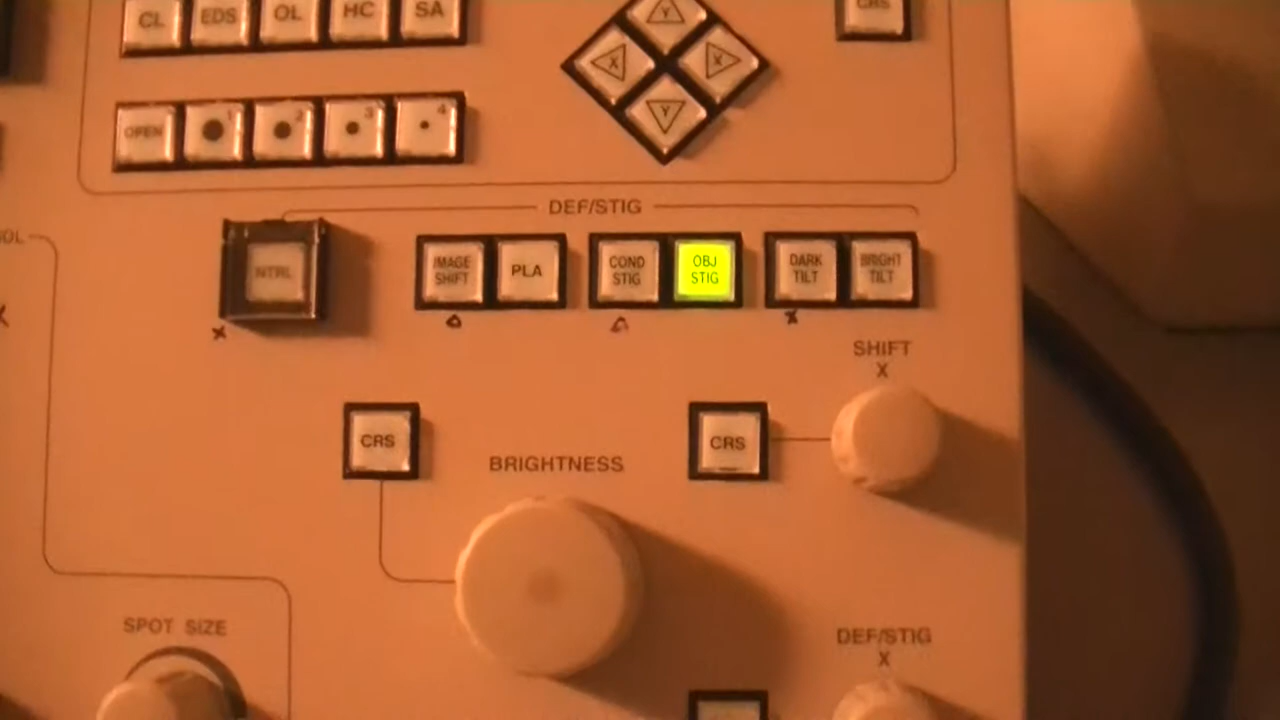 CL EDS OL HC SA
CRS
Y
X X
Y
OPEN 1 2 3 4
DEF/STIG
NTRL
IMAGE SHIFT
PLA
COND STIG
OBJ STIG
DARK TILT
BRIGHT TILT
SHIFT
X
CRS
CRS
BRIGHTNESS
SPOT SIZE
DEF/STIG
X